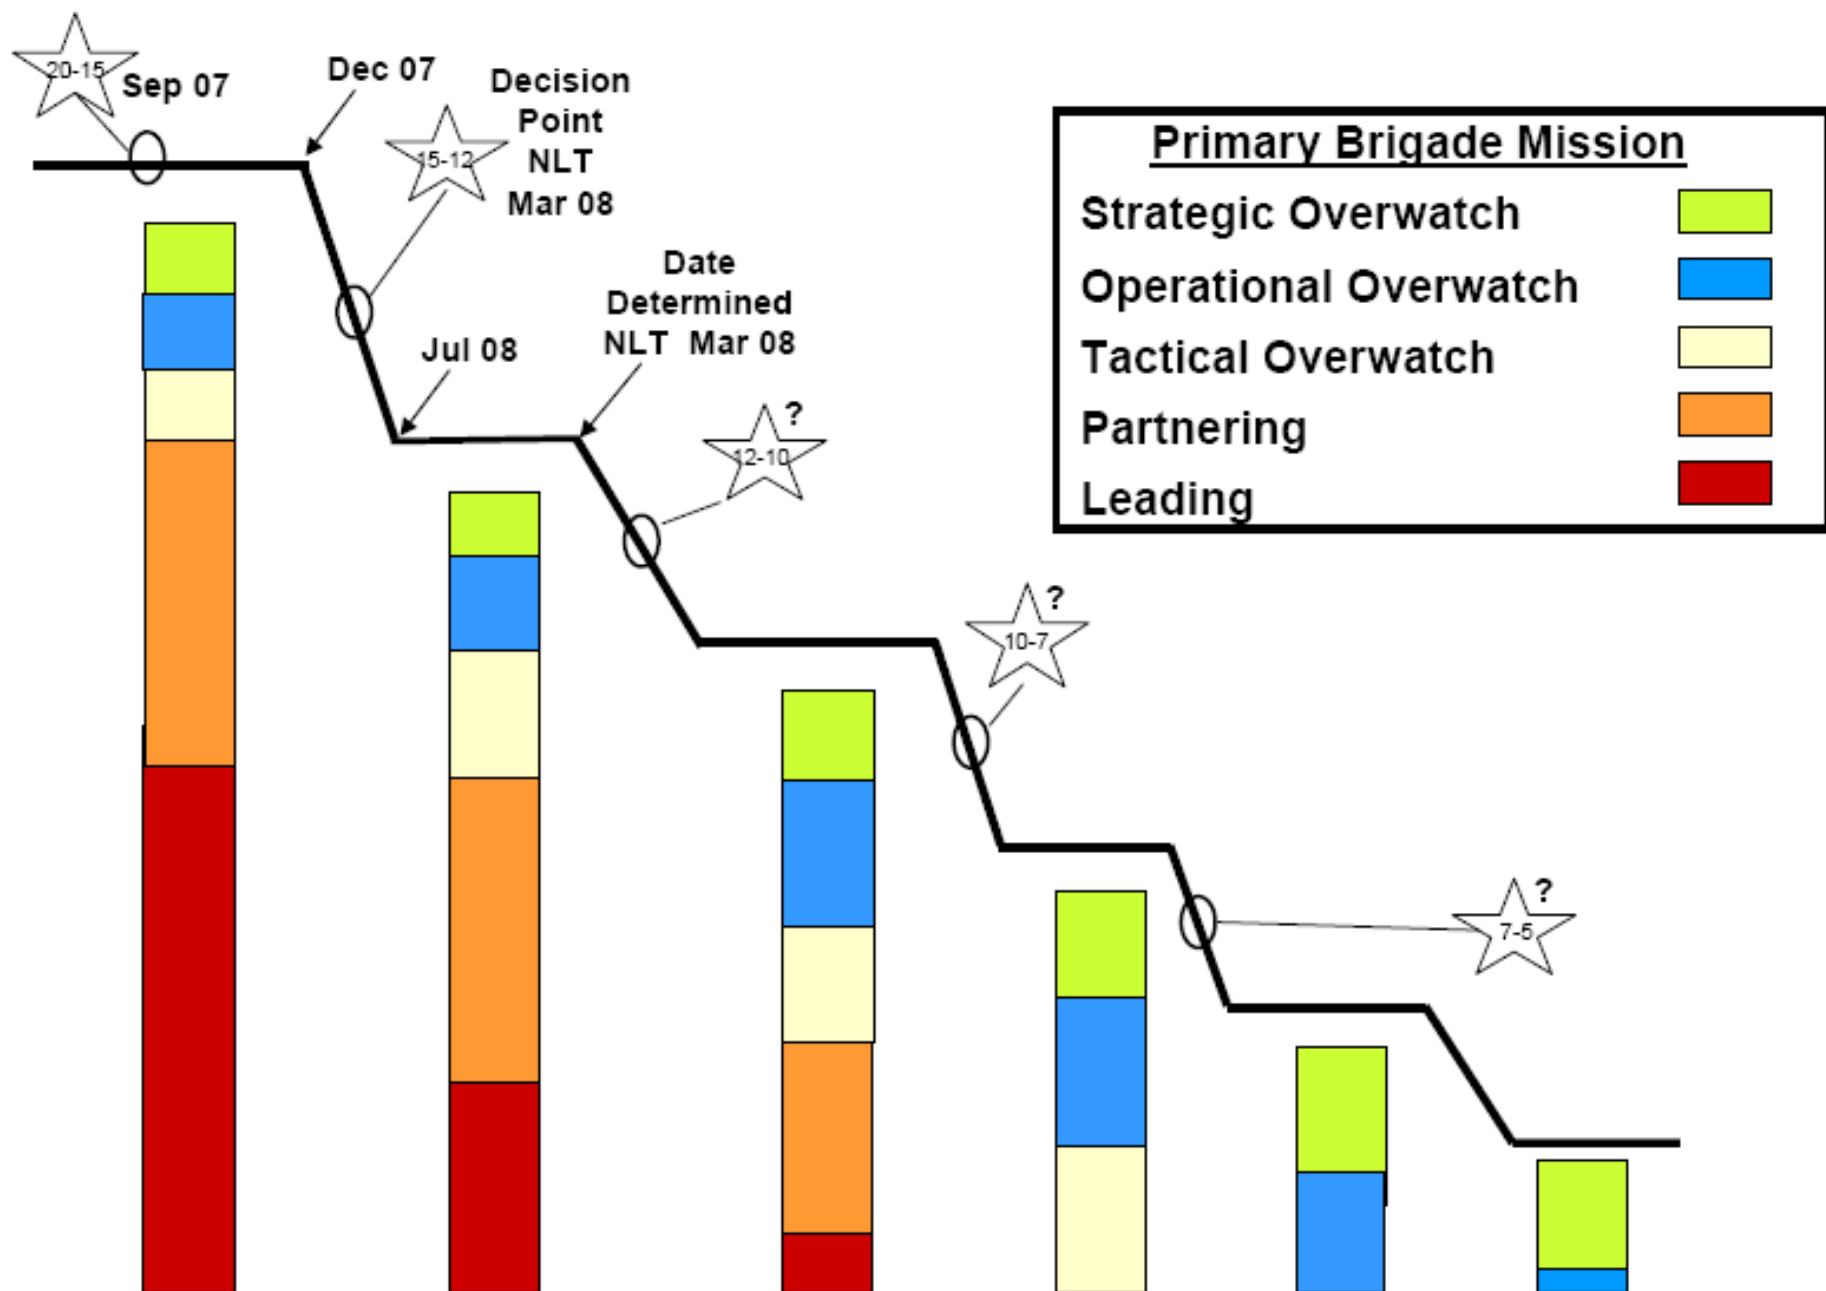 20-15
Sep 07
Dec 07
15-12
Decision
Point
NLT
Mar 08
Primary Brigade Mission
Strategic Overwatch
Operational Overwatch
Tactical Overwatch
Partnering
Leading
Date
Determined
NLT Mar 08
Jul 08
?
12-10
?
10-7
?
7-5